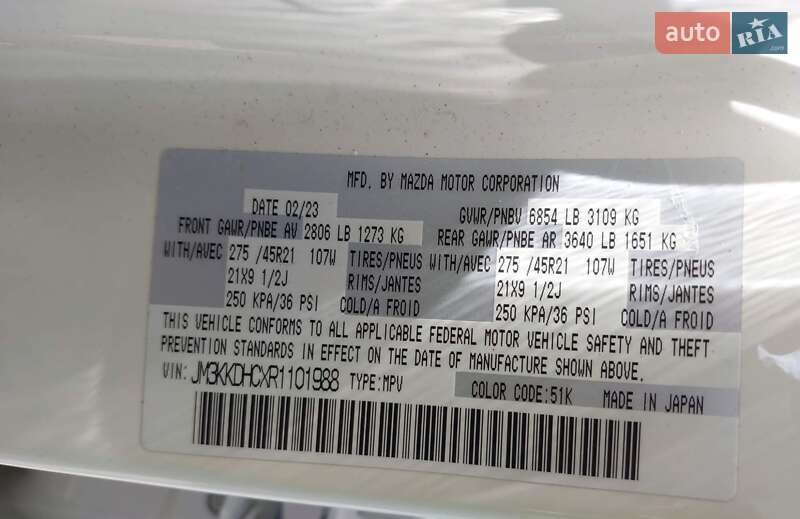 auto RIA .com
MFD. BY MAZDA MOTOR CORPORATION
DATE 02/23 GVWR/PNBV 6854 LB 3109 KG
FRONT GAWR/PNBE AV 2806 LB 1273 KG REAR GAWR/PNBE AR 3640 LB 1651 KG
WITH/AVEC 275 /45R21 107W TIRES/PNEUS WITH/AVEC 275 /45R21 107W TIRES/PNEUS
21X9 1/2J RIMS/JANTES 21X9 1/2J RIMS/JANTES
250 KPA/36 PSI COLD/A FROID 250 KPA/36 PSI COLD/A FROID
THIS VEHICLE CONFORMS TO ALL APPLICABLE FEDERAL MOTOR VEHICLE SAFETY AND THEFT
PREVENTION STANDARDS IN EFFECT ON THE DATE OF MANUFACTURE SHOWN ABOVE.
VIN: JM3KKDHCXR1101988 TYPE:MPV COLOR CODE:51K MADE IN JAPAN